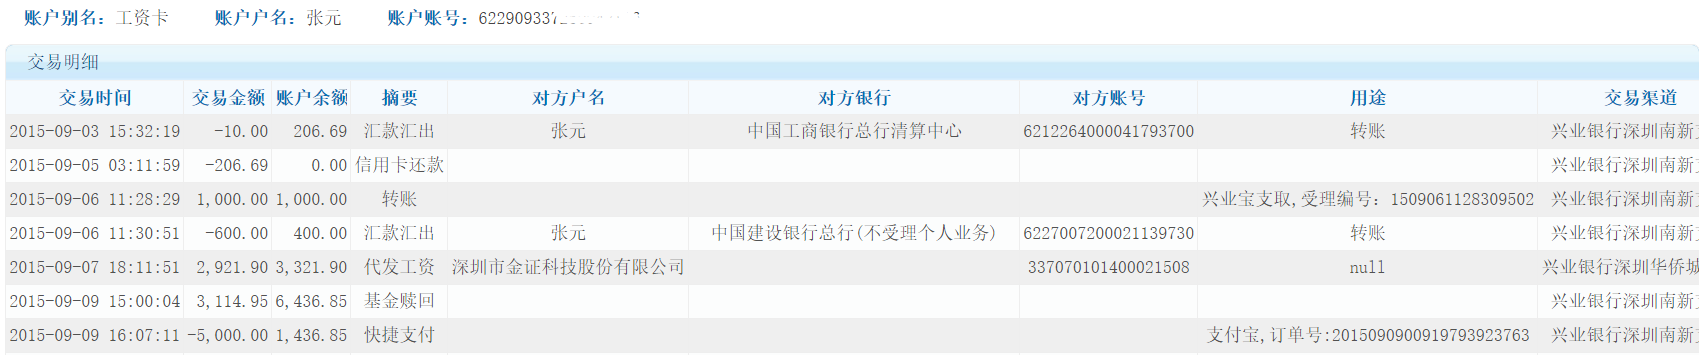 账户别名：工资卡 账户户名：张元 账户账号：622909337
交易明细
交易时间 交易金额 账户余额 摘要 对方户名 对方银行 对方账号 用途 交易渠道
2015-09-03 15:32:19 -10.00 206.69 汇款汇出 张元 中国工商银行总行清算中心 6212264000041793700 转账 兴业银行深圳南新
2015-09-05 03:11:59 -206.69 0.00 信用卡还款 兴业银行深圳南新
2015-09-06 11:28:29 1,000.00 1,000.00 转账 兴业宝支取,受理编号：1509061128309502 兴业银行深圳南新
2015-09-06 11:30:51 -600.00 400.00 汇款汇出 张元 中国建设银行总行(不受理个人业务) 6227007200021139730 转账 兴业银行深圳南新
2015-09-07 18:11:51 2,921.90 3,321.90 代发工资 深圳市金证科技股份有限公司 337070101400021508 null 兴业银行深圳华侨城
2015-09-09 15:00:04 3,114.95 6,436.85 基金赎回 兴业银行深圳南新
2015-09-09 16:07:11 -5,000.00 1,436.85 快捷支付 支付宝,订单号:2015090900919793923763 兴业银行深圳南新